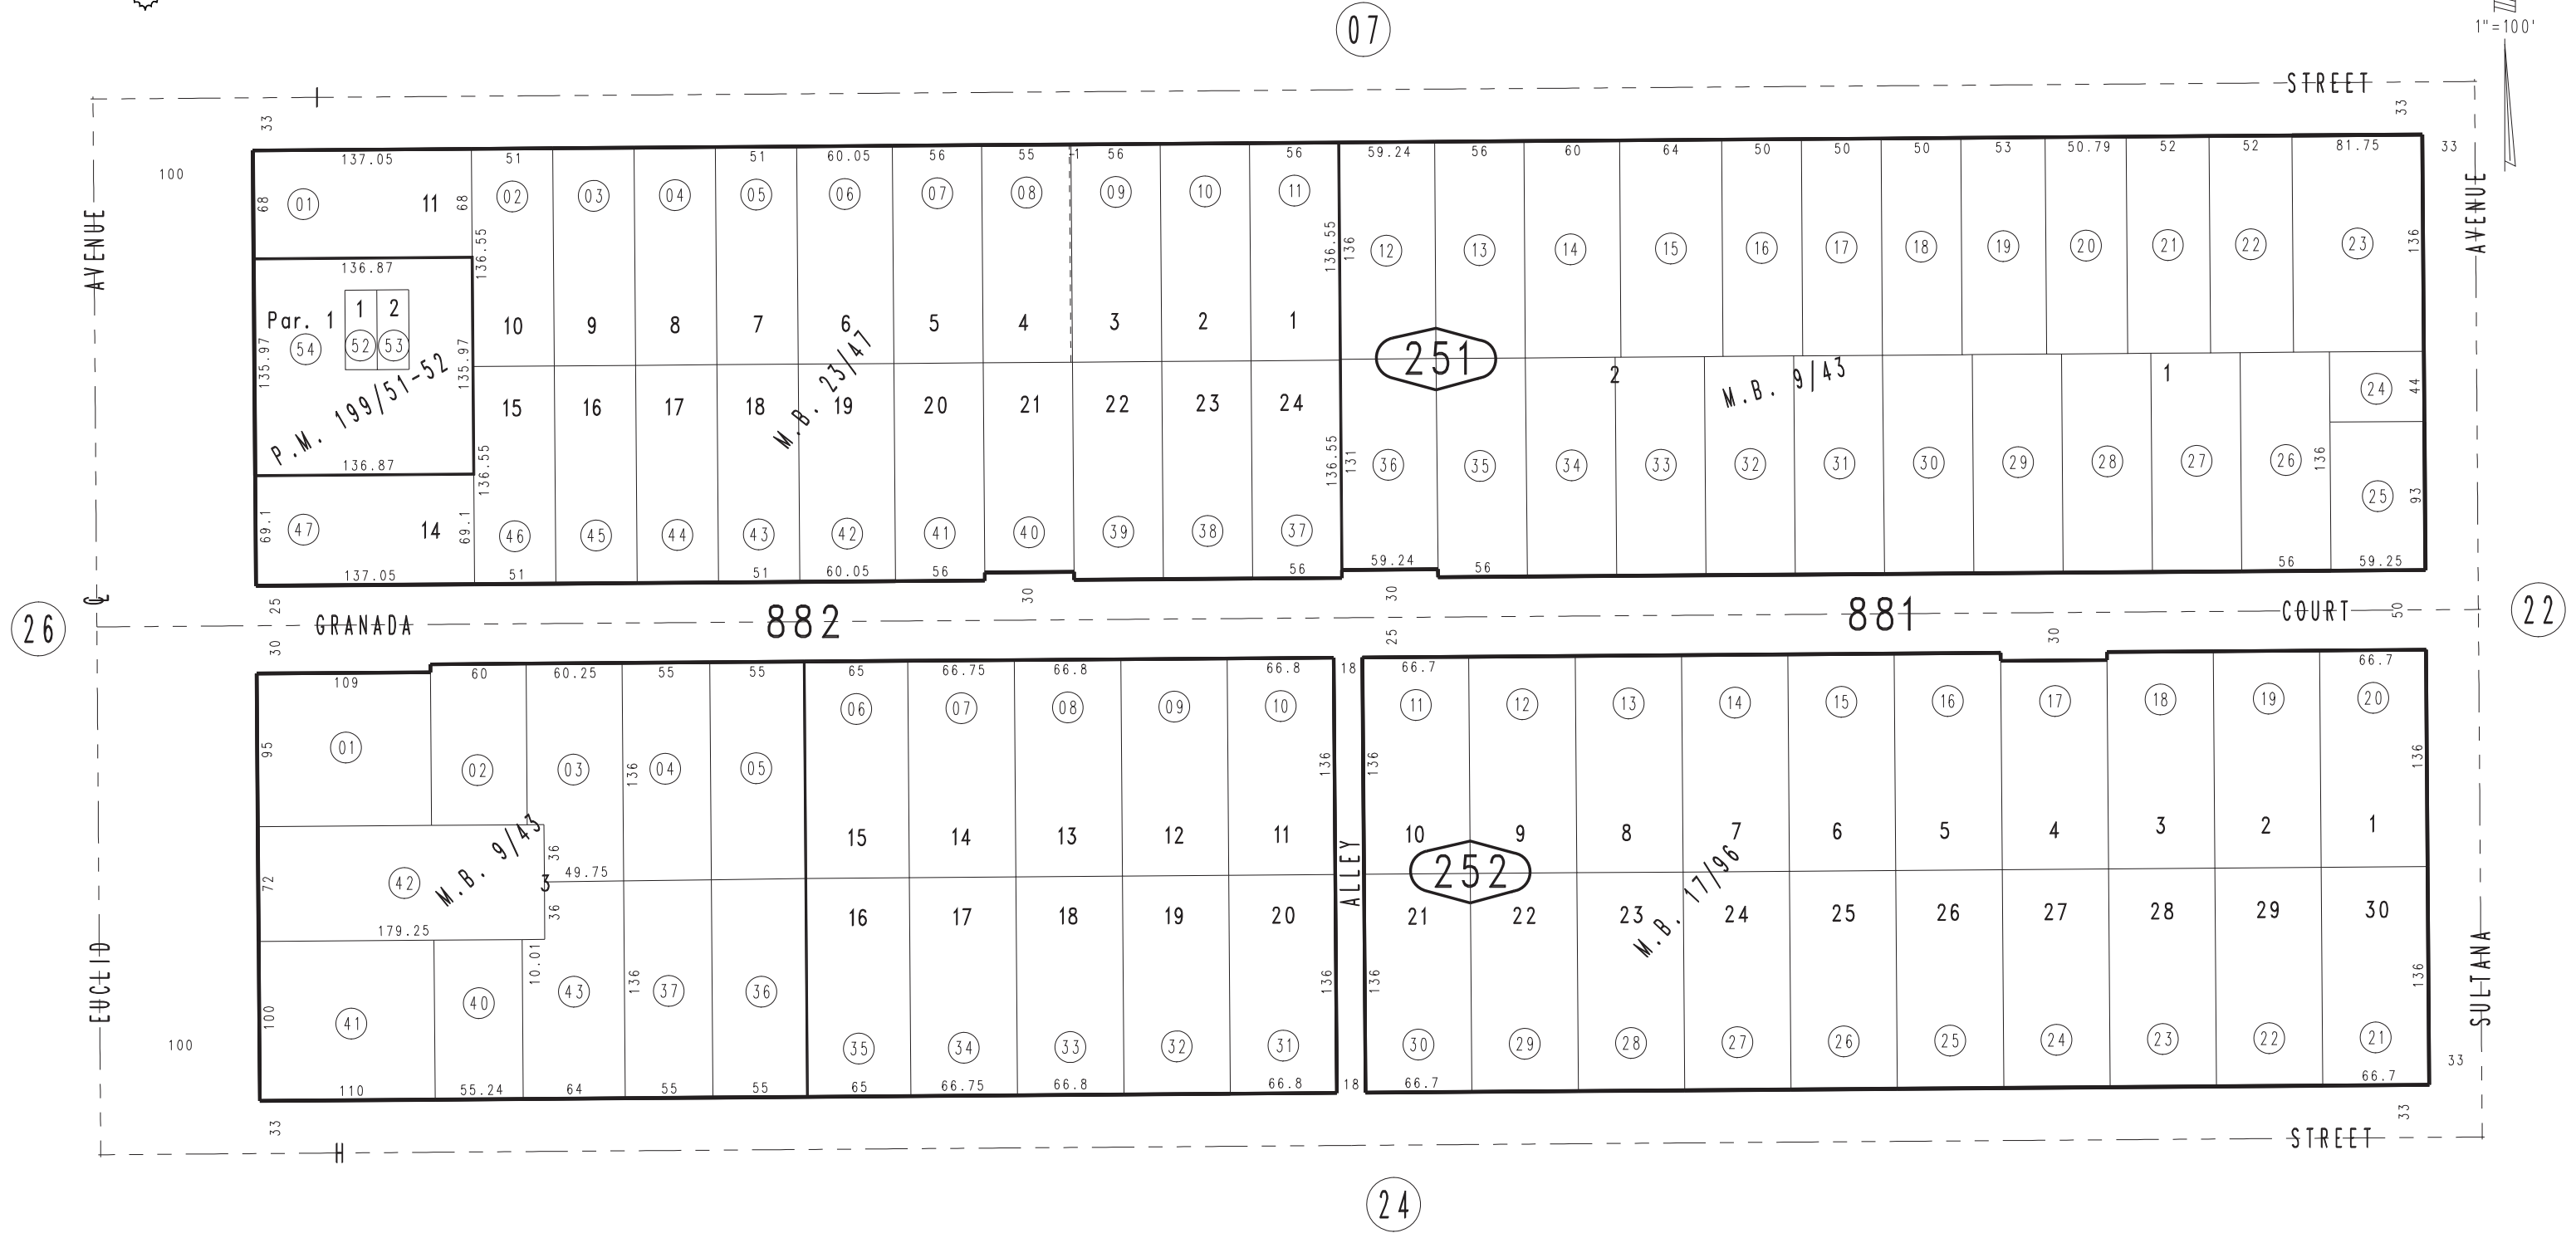 07
1"=100'
I STREET
33 33
100 33
137.05 51 51 60.05 56 55 1 56 56 59.24 56 60 64 50 50 50 53 50.79 52 52 81.75
68 01 11 68 02 03 04 05 06 07 08 09 10 11
136.55 136.55 136 12 13 14 15 16 17 18 19 20 21 22 23 136
AVENUE AVENUE
136.87
Par. 1 1 2
54 52 53
135.97 135.97
P.M. 199/51-52
10 9 8 7 6 5 4 3 2 1
M.B. 23/47
251
2 M.B. 9/43 1
24 44
15 16 17 18 19 20 21 22 23 24
136.87
136.55 136.55 131 36 35 34 33 32 31 30 29 28 27 26 136 25 93
69.1 47 14 69.1 46 45 44 43 42 41 40 39 38 37
137.05 51 51 60.05 56 56 59.24 56 56 59.25
25 30 30 50
26 ℄ GRANADA 882 881 COURT 22
30 25 30
109 60 60.25 55 55 65 66.75 66.8 66.8 18 66.7 66.7
06 07 08 09 10 11 12 13 14 15 16 17 18 19 20
95 01 02 03 136 04 05 136 136 136
15 14 13 12 11 10 9 8 7 6 5 4 3 2 1
M.B. 9/43 36
49.75
ALLEY
252
M.B. 17/96
72 42 3
36
179.25
16 17 18 19 20 21 22 23 24 25 26 27 28 29 30
EUCLID SULTANA
10.01 136 136 136 136
100 41 40 43 37 36
35 34 33 32 31 30 29 28 27 26 25 24 23 22 21
100 33
110 55.24 64 55 55 65 66.75 66.8 66.8 18 66.7 66.7
33 33
H STREET
24